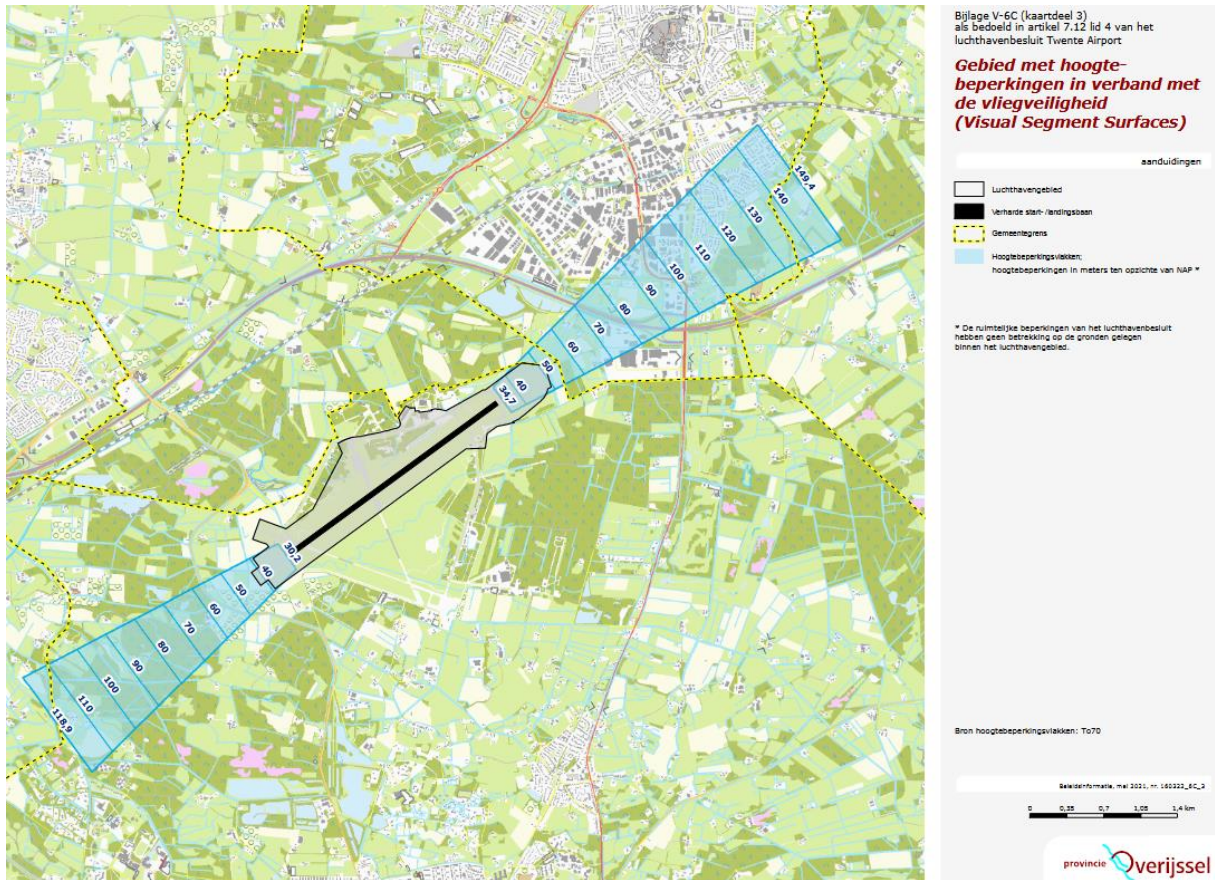 Bijlage V-6C (kaartdeel 3)
als bedoeld in artikel 7.12 lid 4 van het
luchthavenbesluit Twente Airport
Gebied met hoogte-
beperkingen in verband met
de vliegveiligheid
(Visual Segment Surfaces)
aanduidingen
Luchthavengebied
Verharde start- /landingsbaan
Gemeentegrens
Hoogtebeperkingsvlakken;
hoogtebeperkingen in meters ten opzichte van NAP *
* De ruimtelijke beperkingen van het luchthavenbesluit
hebben geen betrekking op de gronden gelegen
binnen het luchthavengebied.
149,4
140
130
120
110
100
90
80
70
60
50
40
34,7
30,2
40
50
60
70
80
90
100
110
118,9
Bron hoogtebeperkingsvlakken: To70
Beleidsinformatie, mei 2021, nr. 160322_6C_3
0 0,35 0,7 1,05 1,4 km
provincie Overijssel